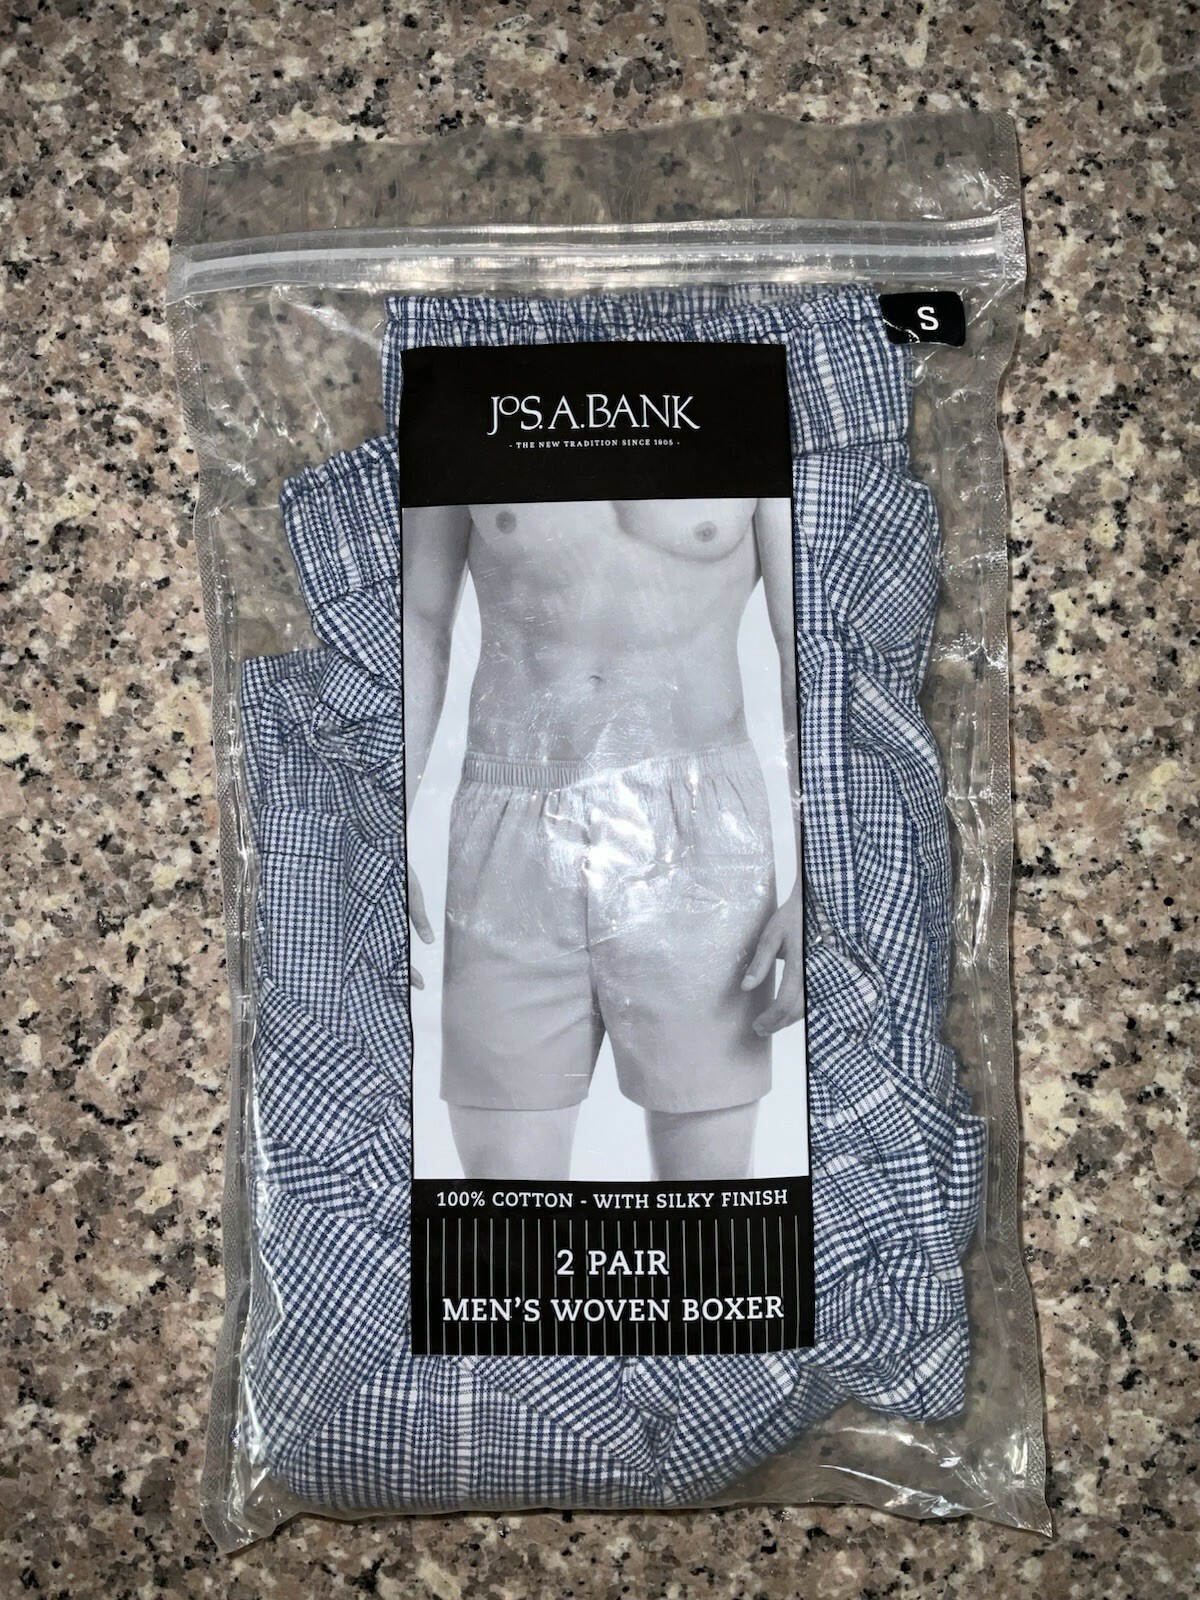 S
JoS.A.BANK
- THE NEW TRADITION SINCE 1905 -
100% COTTON - WITH SILKY FINISH
2 PAIR
MEN'S WOVEN BOXER